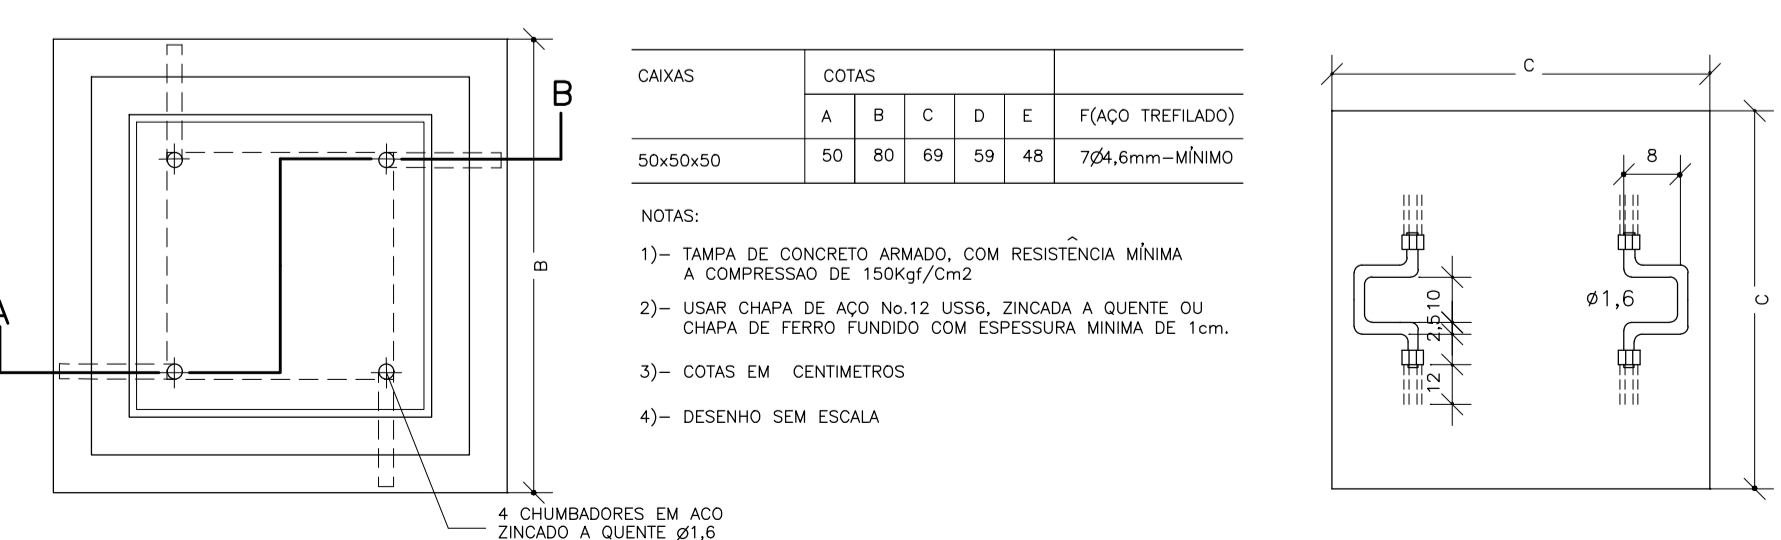 B
A
B
4 CHUMBADORES EM ACO
ZINCADO A QUENTE ø1,6
CAIXAS COTAS
A B C D E F(AÇO TREFILADO)
50x50x50 50 80 69 59 48 7Ø4,6mm-MÍNIMO
NOTAS:
1)- TAMPA DE CONCRETO ARMADO, COM RESISTÊNCIA MÍNIMA
A COMPRESSAO DE 150Kgf/Cm2
2)- USAR CHAPA DE AÇO No.12 USS6, ZINCADA A QUENTE OU
CHAPA DE FERRO FUNDIDO COM ESPESSURA MINIMA DE 1cm.
3)- COTAS EM CENTIMETROS
4)- DESENHO SEM ESCALA
C
8
C
ø1,6
10
2,5
12